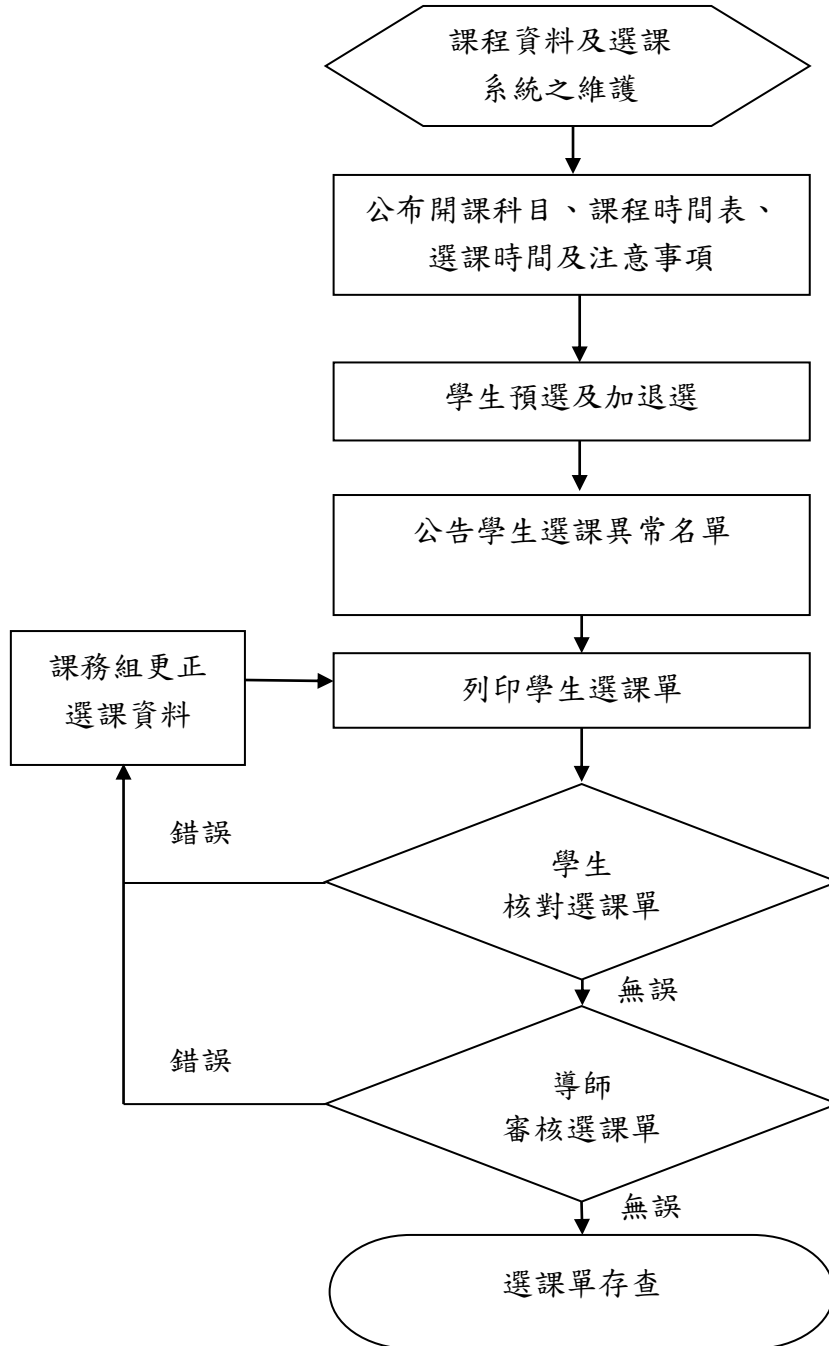 課程資料及選課
系統之維護
公布開課科目、課程時間表、
選課時間及注意事項
學生預選及加退選
公告學生選課異常名單
課務組更正
選課資料
列印學生選課單
錯誤
學生
核對選課單
無誤
錯誤
導師
審核選課單
無誤
選課單存查